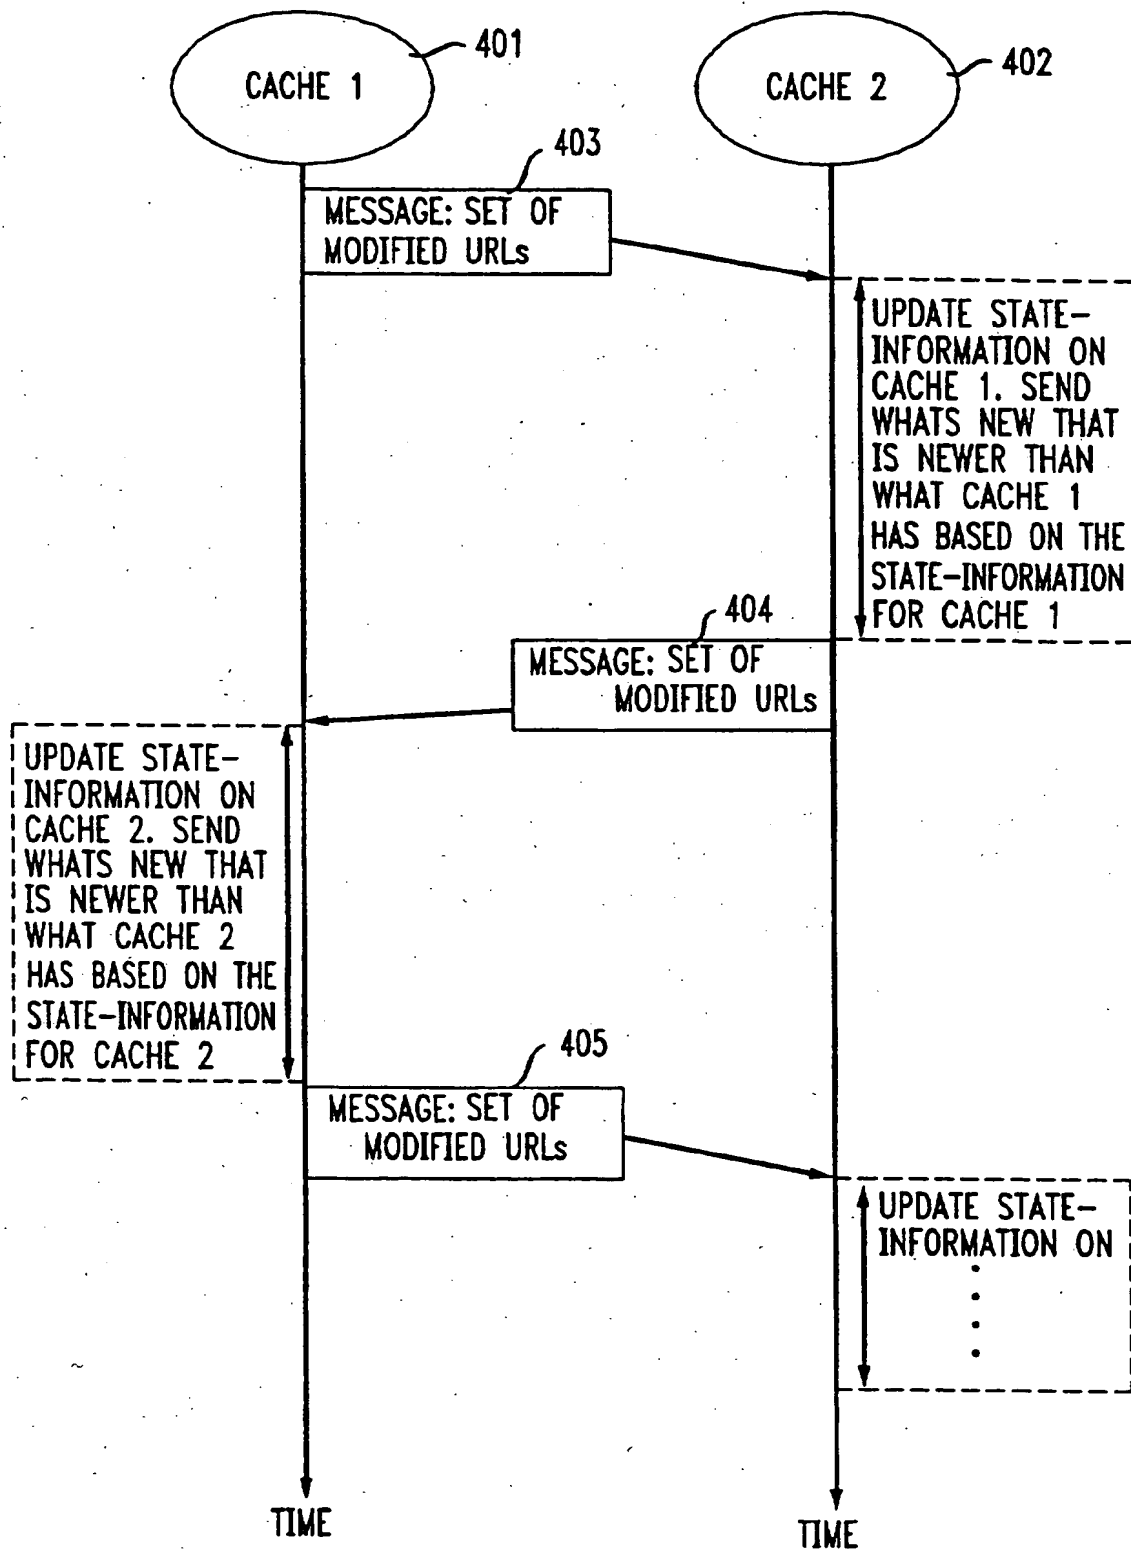 401
CACHE 1
402
CACHE 2
403
MESSAGE: SET OF
MODIFIED URLs
UPDATE STATE-
INFORMATION ON
CACHE 1. SEND
WHATS NEW THAT
IS NEWER THAN
WHAT CACHE 1
HAS BASED ON THE
STATE-INFORMATION
FOR CACHE 1
404
MESSAGE: SET OF
MODIFIED URLs
UPDATE STATE-
INFORMATION ON
CACHE 2. SEND
WHATS NEW THAT
IS NEWER THAN
WHAT CACHE 2
HAS BASED ON THE
STATE-INFORMATION
FOR CACHE 2
405
MESSAGE: SET OF
MODIFIED URLs
UPDATE STATE-
INFORMATION ON
TIME
TIME